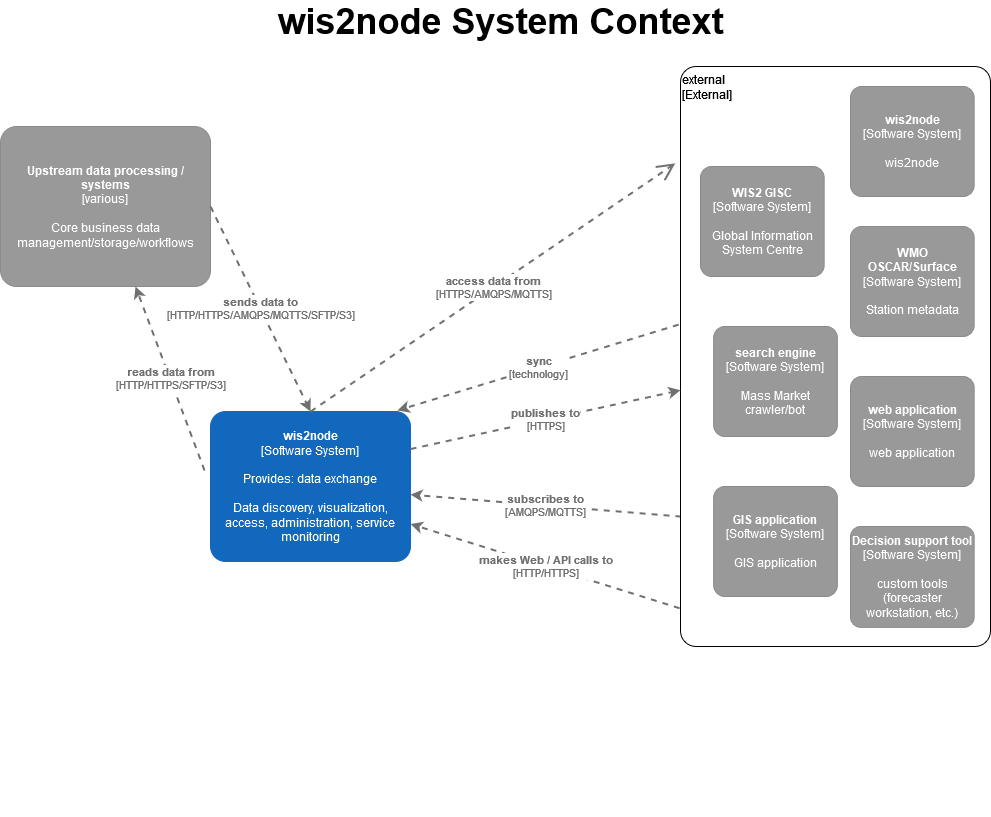 wis2node System Context
external
[External]
wis2node
[Software System]
wis2node
Upstream data processing /
systems
[various]
Core business data
management/storage/workflows
WIS2 GISC
[Software System]
Global Information
System Centre
WMO
OSCAR/Surface
[Software System]
Station metadata
access data from
[HTTPS/AMQPS/MQTTS]
sends data to
[HTTP/HTTPS/AMQPS/MQTTS/SFTP/S3]
search engine
[Software System]
Mass Market
crawler/bot
sync
[technology]
reads data from
[HTTP/HTTPS/SFTP/S3]
publishes to
[HTTPS]
web application
[Software System]
web application
wis2node
[Software System]
Provides: data exchange
Data discovery, visualization,
access, administration, service
monitoring
subscribes to
[AMQPS/MQTTS]
GIS application
[Software System]
GIS application
makes Web / API calls to
[HTTP/HTTPS]
Decision support tool
[Software System]
custom tools
(forecaster
workstation, etc.)